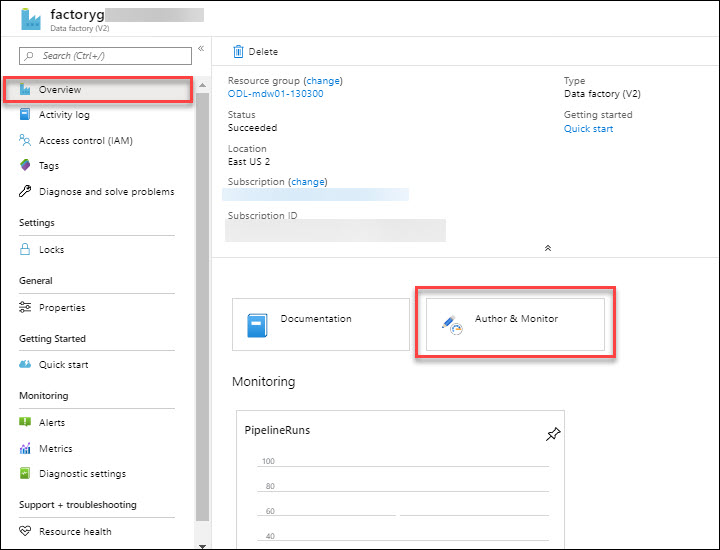 factoryg
Data factory (V2)
Search (Ctrl+/)
«
Overview
Activity log
Access control (IAM)
Tags
Diagnose and solve problems
Settings
Locks
General
Properties
Getting Started
Quick start
Monitoring
Alerts
Metrics
Diagnostic settings
Support + troubleshooting
Resource health
Delete
Resource group (change)
ODL-mdw01-130300
Status
Succeeded
Location
East US 2
Subscription (change)
Subscription ID
Type
Data factory (V2)
Getting started
Quick start
Documentation
Author & Monitor
Monitoring
PipelineRuns
100
80
60
40